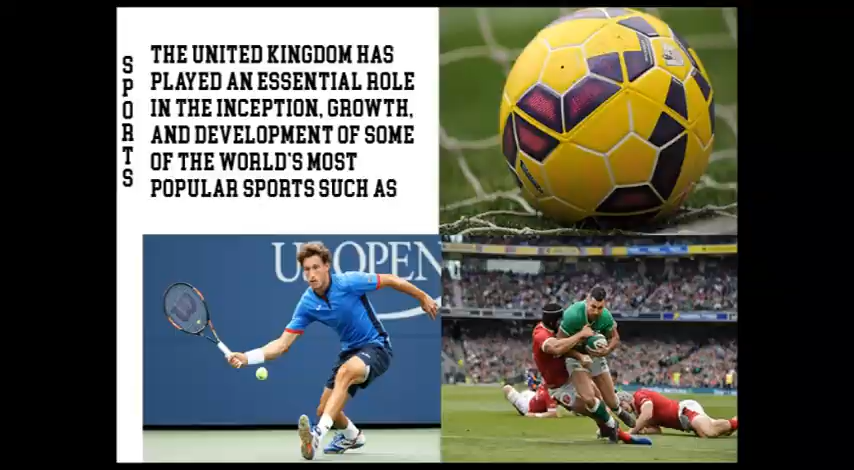 SPORTS
THE UNITED KINGDOM HAS
PLAYED AN ESSENTIAL ROLE
IN THE INCEPTION, GROWTH,
AND DEVELOPMENT OF SOME
OF THE WORLD'S MOST
POPULAR SPORTS SUCH AS
OPEN